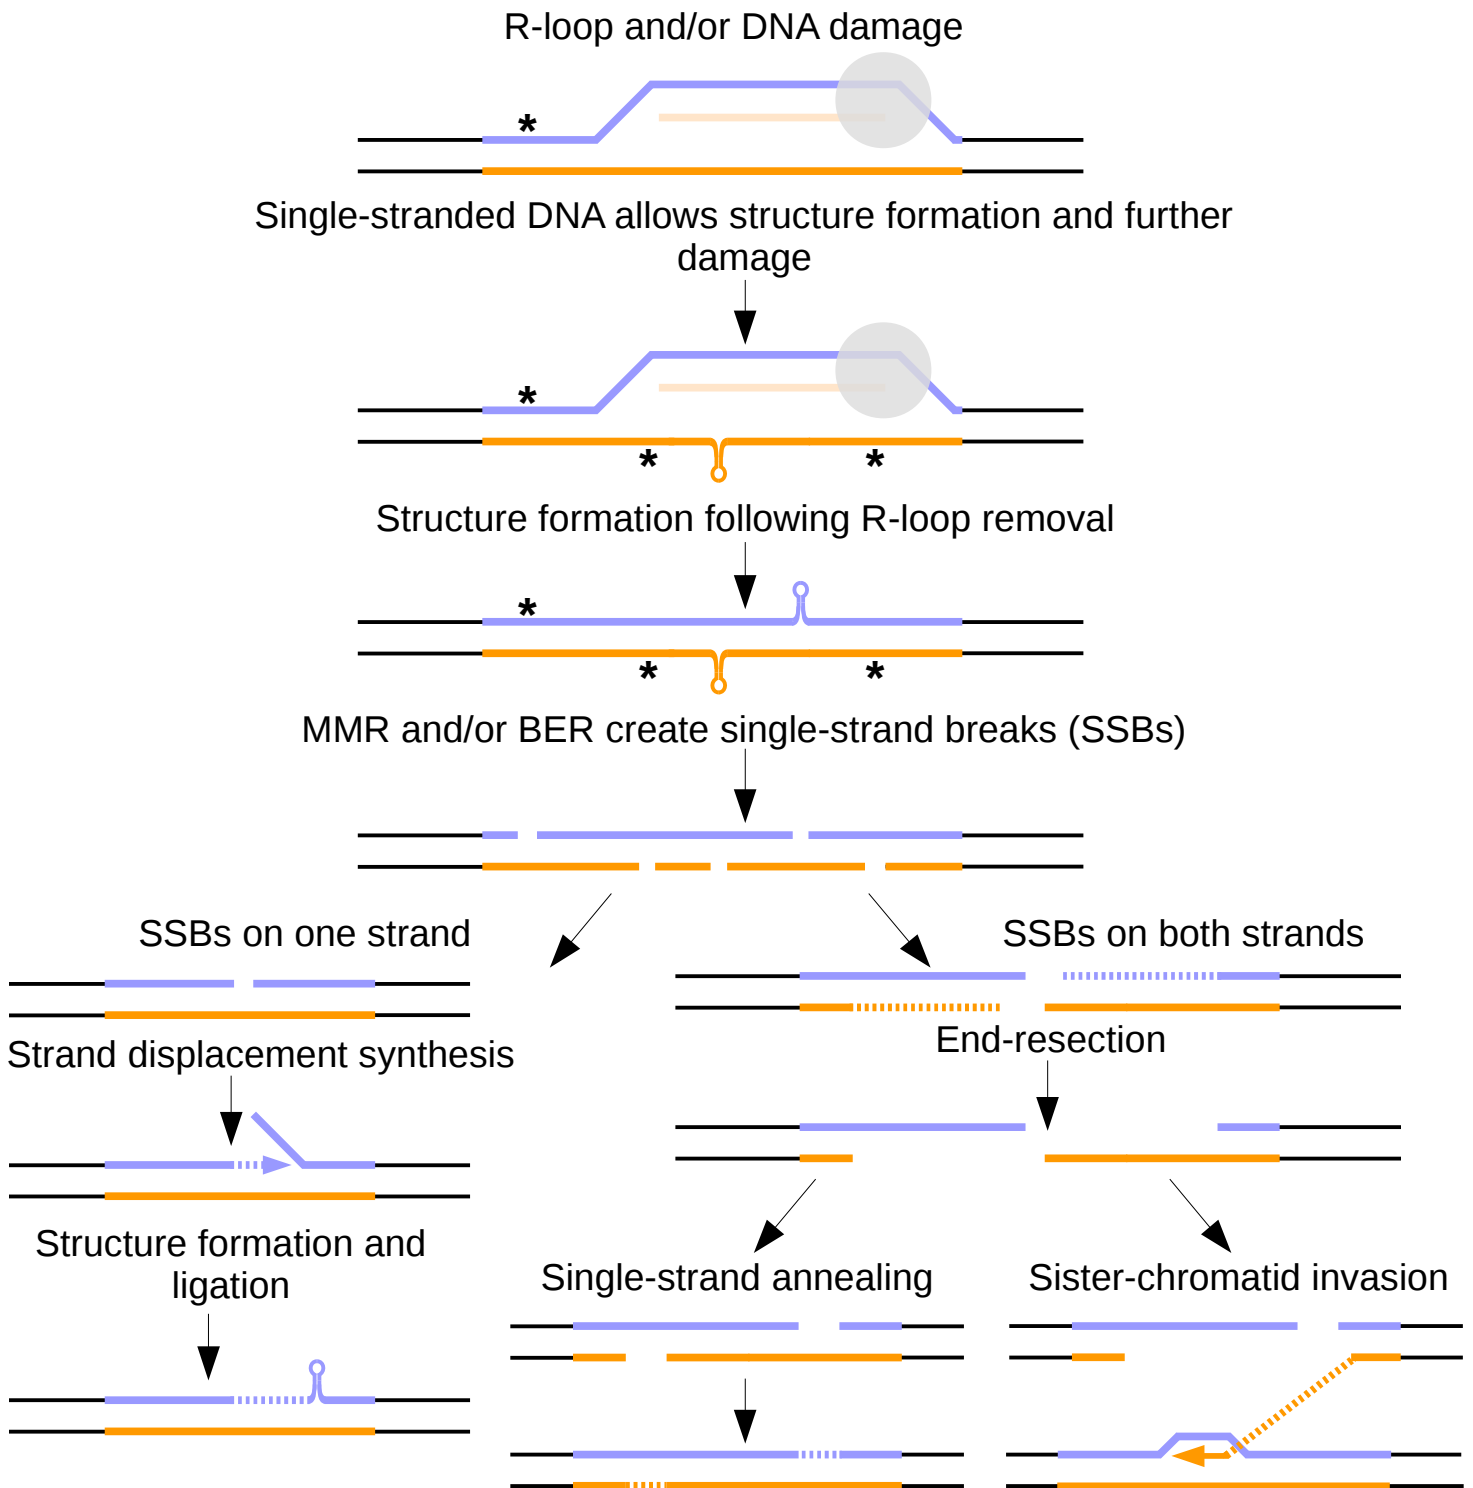 R-loop and/or DNA damage
*
Single-stranded DNA allows structure formation and further
damage
*
* *
Structure formation following R-loop removal
*
* *
MMR and/or BER create single-strand breaks (SSBs)
SSBs on one strand
SSBs on both strands
Strand displacement synthesis
End-resection
Structure formation and
ligation
Single-strand annealing
Sister-chromatid invasion